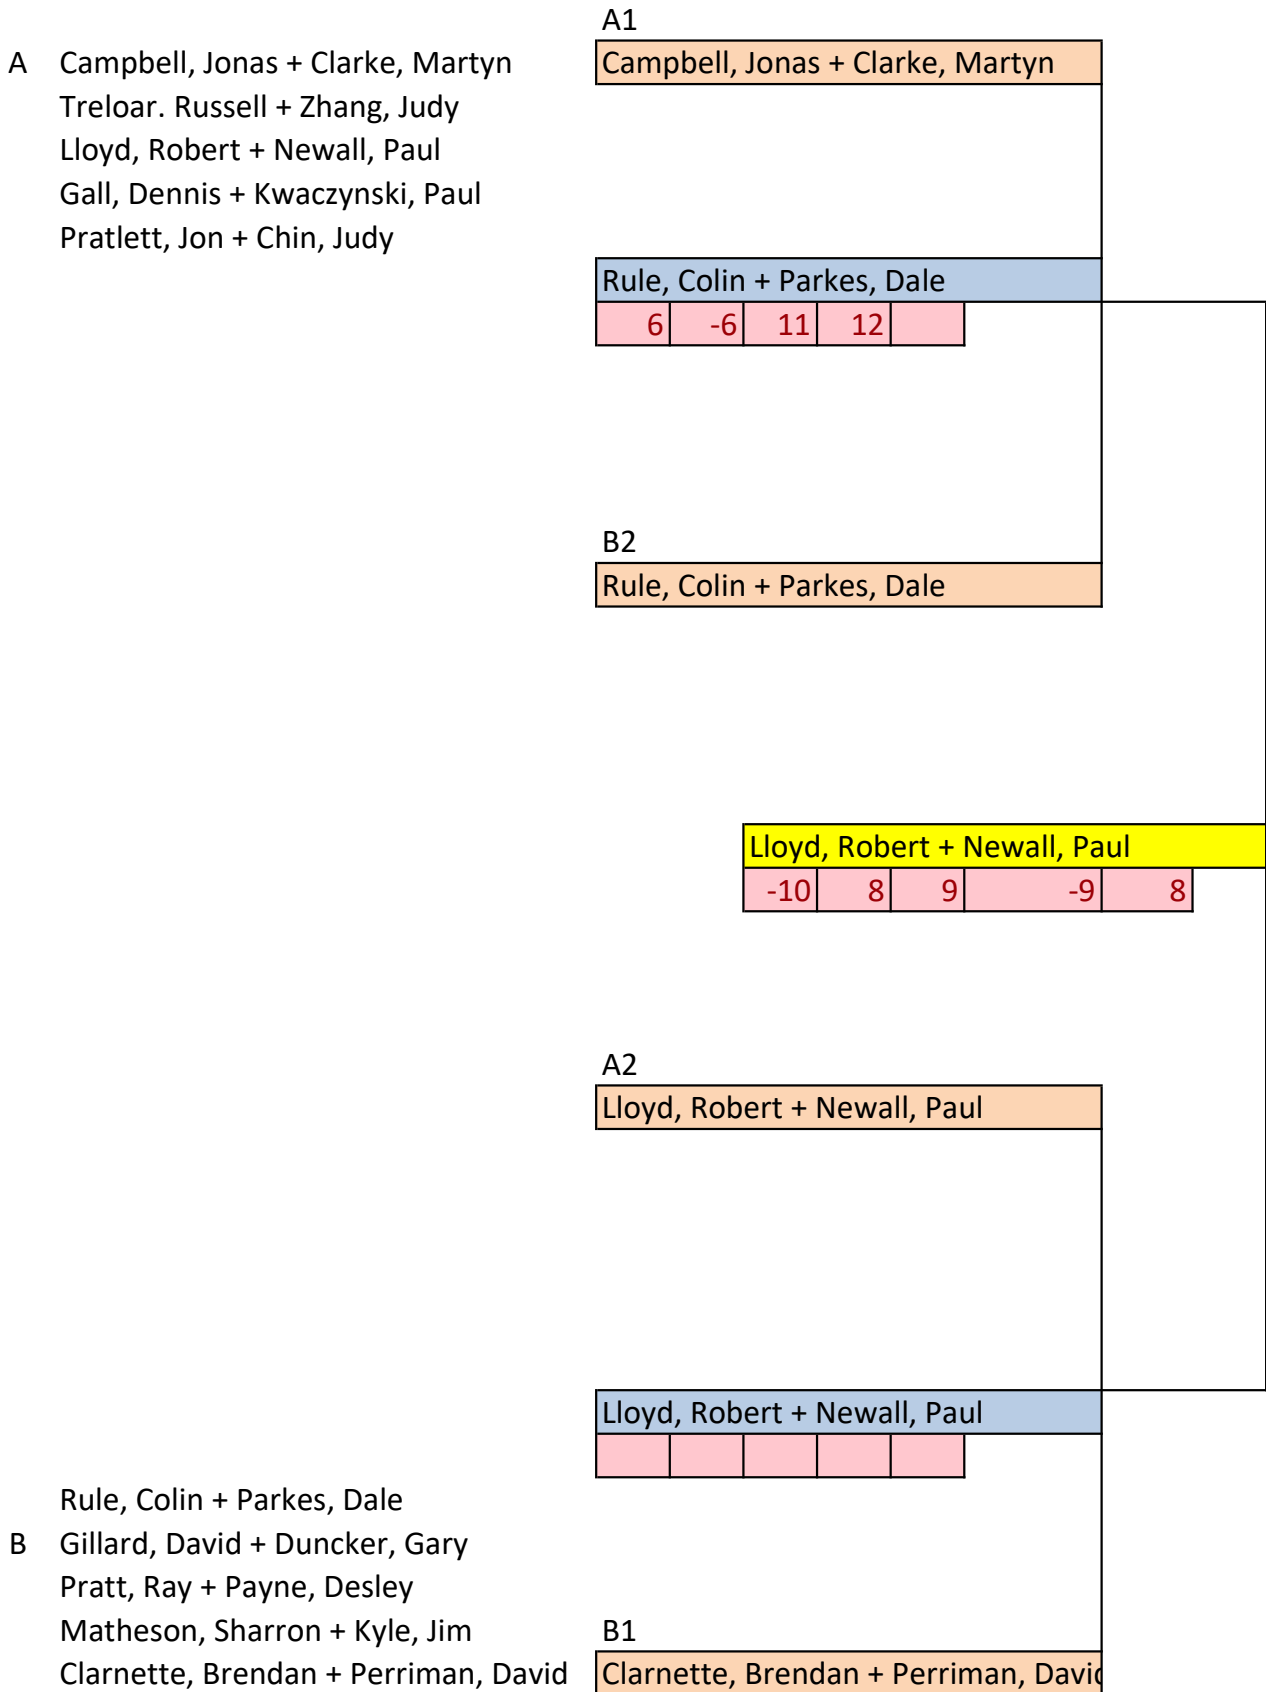 A1
A Campbell, Jonas + Clarke, Martyn Campbell, Jonas + Clarke, Martyn
Treloar. Russell + Zhang, Judy
Lloyd, Robert + Newall, Paul
Gall, Dennis + Kwaczynski, Paul
Pratlett, Jon + Chin, Judy
Rule, Colin + Parkes, Dale
6 -6 11 12
B2
Rule, Colin + Parkes, Dale
Lloyd, Robert + Newall, Paul
-10 8 9 -9 8
A2
Lloyd, Robert + Newall, Paul
Lloyd, Robert + Newall, Paul
Rule, Colin + Parkes, Dale
B Gillard, David + Duncker, Gary
Pratt, Ray + Payne, Desley
Matheson, Sharron + Kyle, Jim B1
Clarnette, Brendan + Perriman, David Clarnette, Brendan + Perriman, David